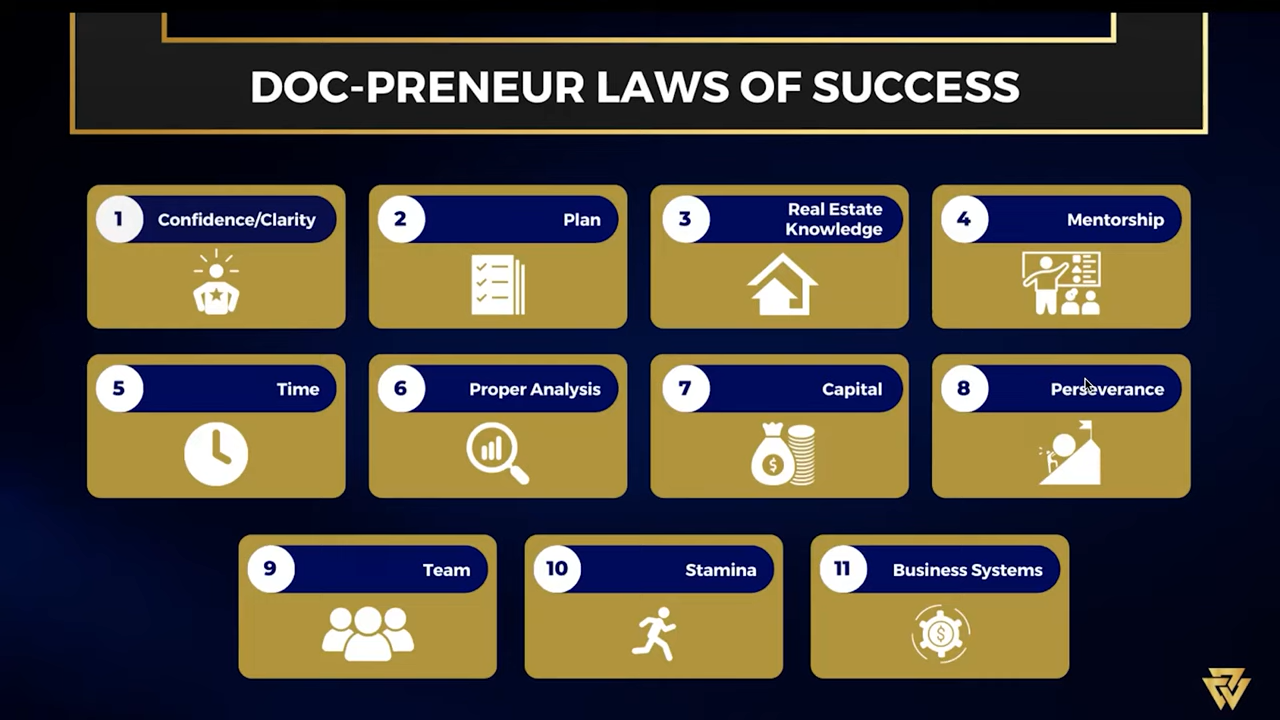 DOC-PRENEUR LAWS OF SUCCESS
1 Confidence/Clarity
2 Plan
3 Real Estate
Knowledge
4 Mentorship
5 Time
6 Proper Analysis
7 Capital
$
8 Perseverance
9 Team
10 Stamina
11 Business Systems
$